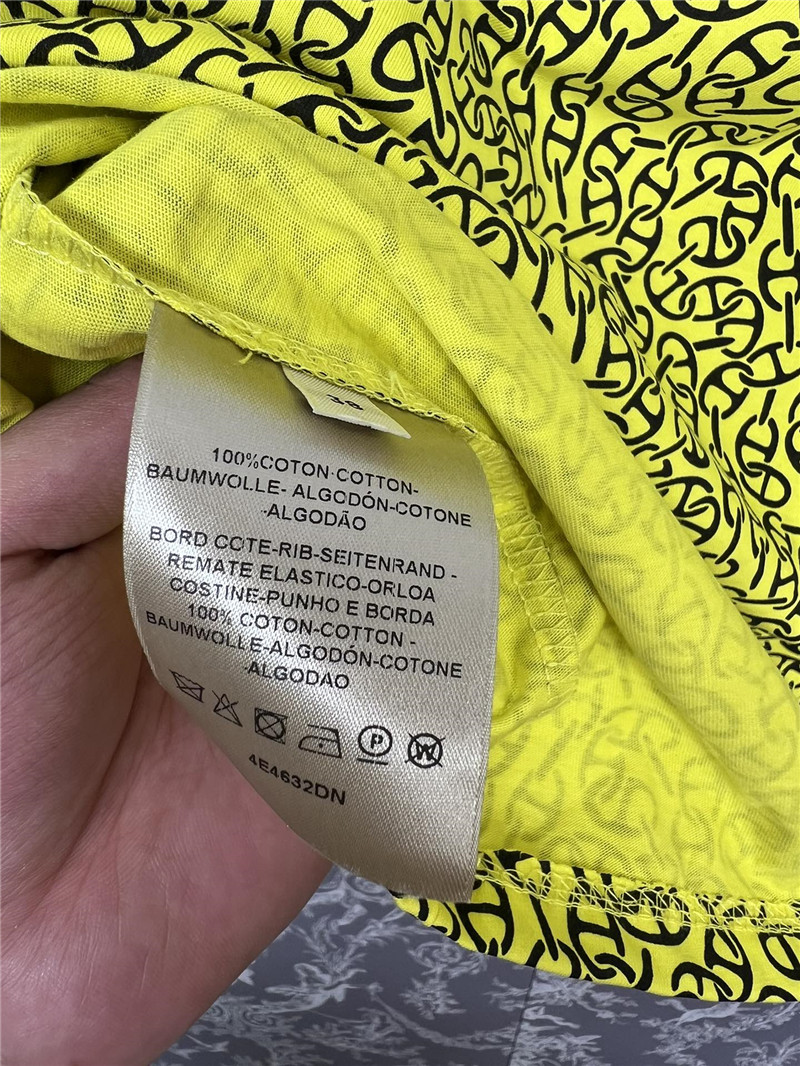 38
100%COTON·COTTON-
BAUMWOLLE- ALGODÓN-COTONE
-ALGODÃO
BORD COTE-RIB-SEITENRAND -
REMATE ELASTICO-ORLOA
COSTINE-PUNHO E BORDA
100% COTON-COTTON -
BAUMWOLLE-ALGODÓN-COTONE
-ALGODAO
P W
4E4632DN